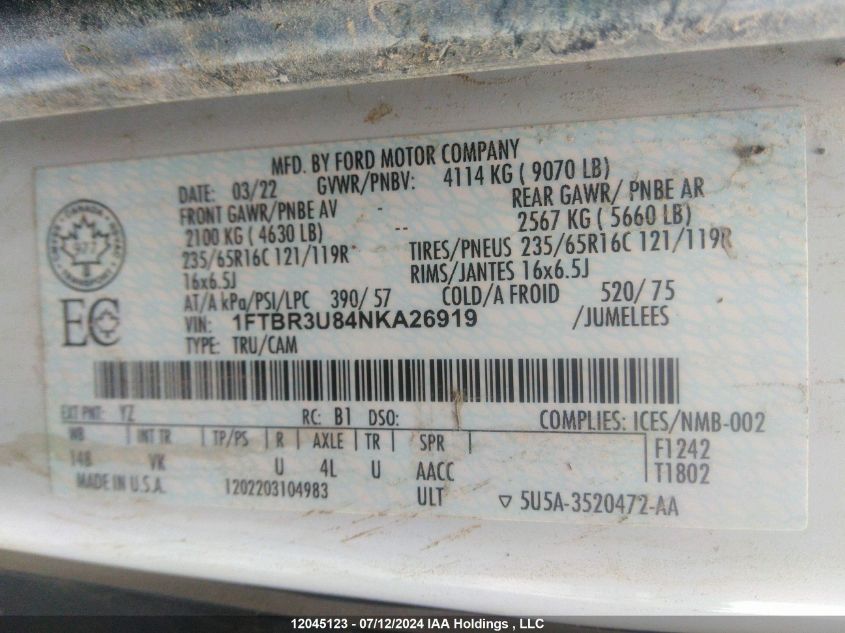 MFD. BY FORD MOTOR COMPANY
DATE: 03/22 GVWR/PNBV: 4114 KG ( 9070 LB)
FRONT GAWR/PNBE AV - REAR GAWR/ PNBE AR
2100 KG ( 4630 LB) -- 2567 KG ( 5660 LB)
235/65R16C 121/119R TIRES/PNEUS 235/65R16C 121/119R
16x6.5J RIMS/JANTES 16x6.5J
AT/A kPa/PSI/LPC 390/ 57 COLD/A FROID 520/ 75
VIN: 1FTBR3U84NKA26919 /JUMELEES
TYPE: TRU/CAM
CANADA
TRANSPORT
EC
EXT PNT: YZ RC: B1 DSO: COMPLIES: ICES/NMB-002
WB INT TR TP/PS R AXLE TR SPR F1242
148 VK U 4L U AACC T1802
MADE IN U.S.A. 1202203104983 ULT ▽ 5U5A-3520472-AA
12045123 - 07/12/2024 IAA Holdings , LLC